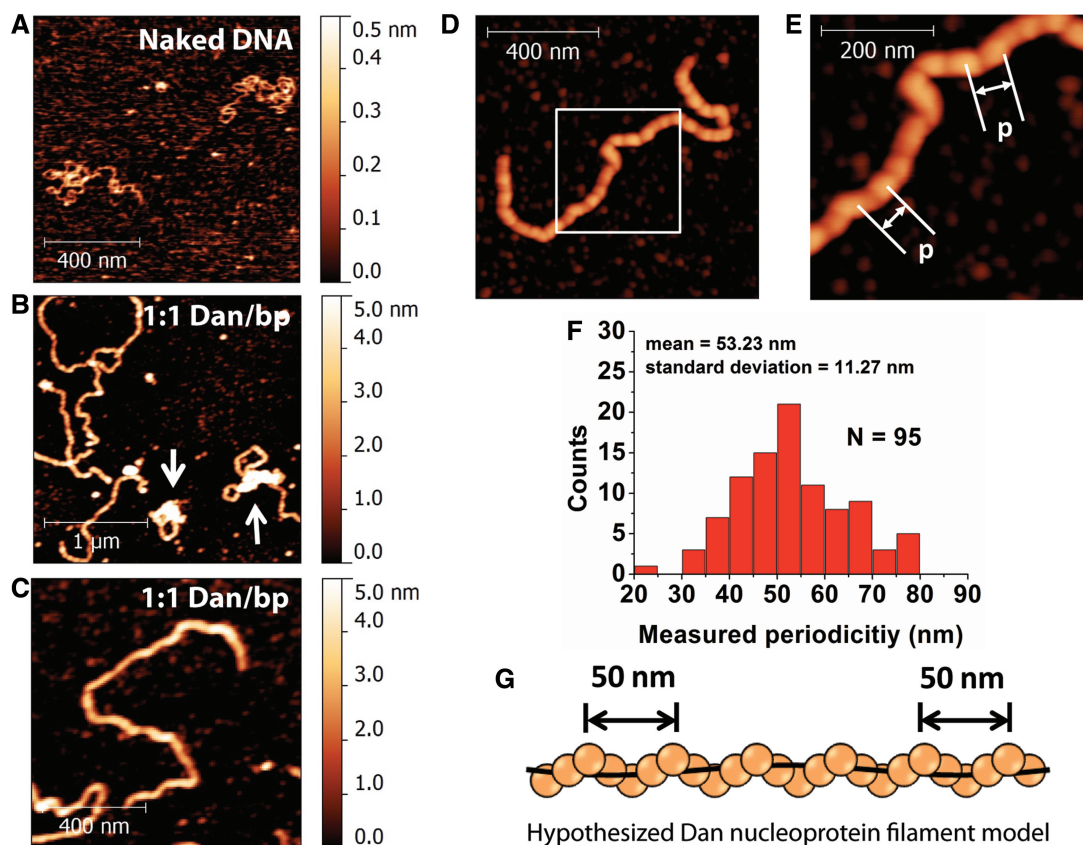 A
Naked DNA
400 nm
0.5 nm
0.4
0.3
0.2
0.1
0.0
B
1:1 Dan/bp
1 µm
5.0 nm
4.0
3.0
2.0
1.0
0.0
C
1:1 Dan/bp
400 nm
5.0 nm
4.0
3.0
2.0
1.0
0.0
D
400 nm
E
200 nm
p
p
F
mean = 53.23 nm
standard deviation = 11.27 nm
N = 95
Counts
30
25
20
15
10
5
0
20 30 40 50 60 70 80 90
Measured periodicitiy (nm)
G
50 nm 50 nm
Hypothesized Dan nucleoprotein filament model